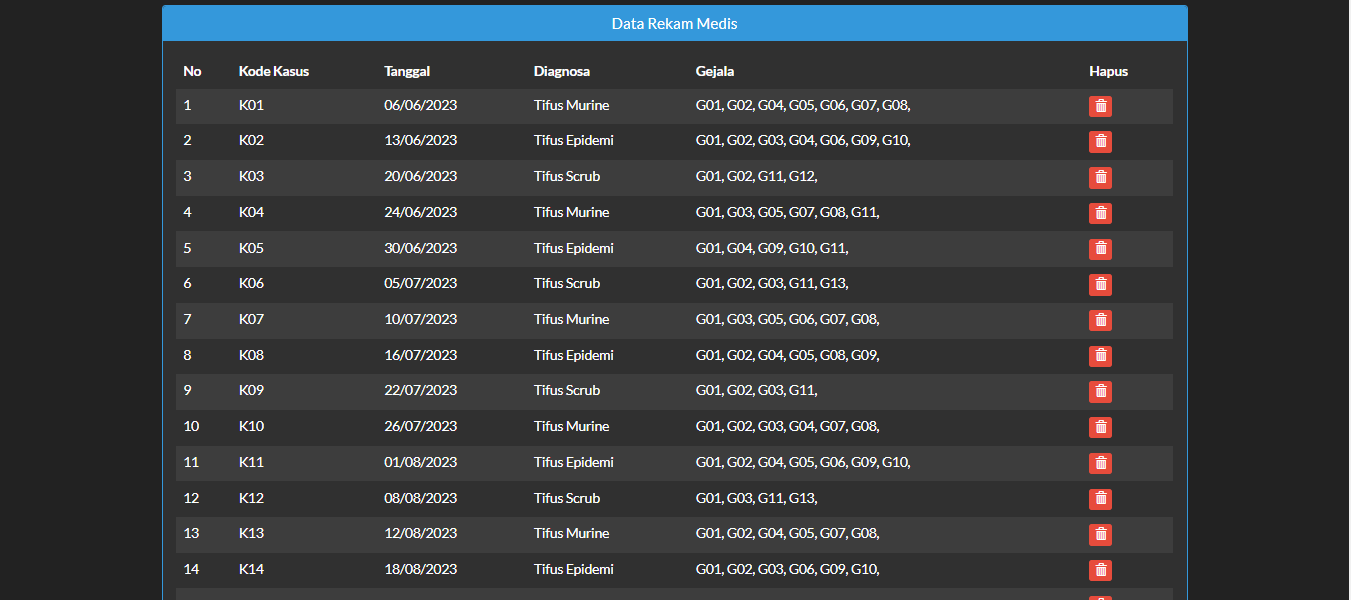 Data Rekam Medis
No Kode Kasus Tanggal Diagnosa Gejala Hapus
1 K01 06/06/2023 Tifus Murine G01, G02, G04, G05, G06, G07, G08,
2 K02 13/06/2023 Tifus Epidemi G01, G02, G03, G04, G06, G09, G10,
3 K03 20/06/2023 Tifus Scrub G01, G02, G11, G12,
4 K04 24/06/2023 Tifus Murine G01, G03, G05, G07, G08, G11,
5 K05 30/06/2023 Tifus Epidemi G01, G04, G09, G10, G11,
6 K06 05/07/2023 Tifus Scrub G01, G02, G03, G11, G13,
7 K07 10/07/2023 Tifus Murine G01, G03, G05, G06, G07, G08,
8 K08 16/07/2023 Tifus Epidemi G01, G02, G04, G05, G08, G09,
9 K09 22/07/2023 Tifus Scrub G01, G02, G03, G11,
10 K10 26/07/2023 Tifus Murine G01, G02, G03, G04, G07, G08,
11 K11 01/08/2023 Tifus Epidemi G01, G02, G04, G05, G06, G09, G10,
12 K12 08/08/2023 Tifus Scrub G01, G03, G11, G13,
13 K13 12/08/2023 Tifus Murine G01, G02, G04, G05, G07, G08,
14 K14 18/08/2023 Tifus Epidemi G01, G02, G03, G06, G09, G10,